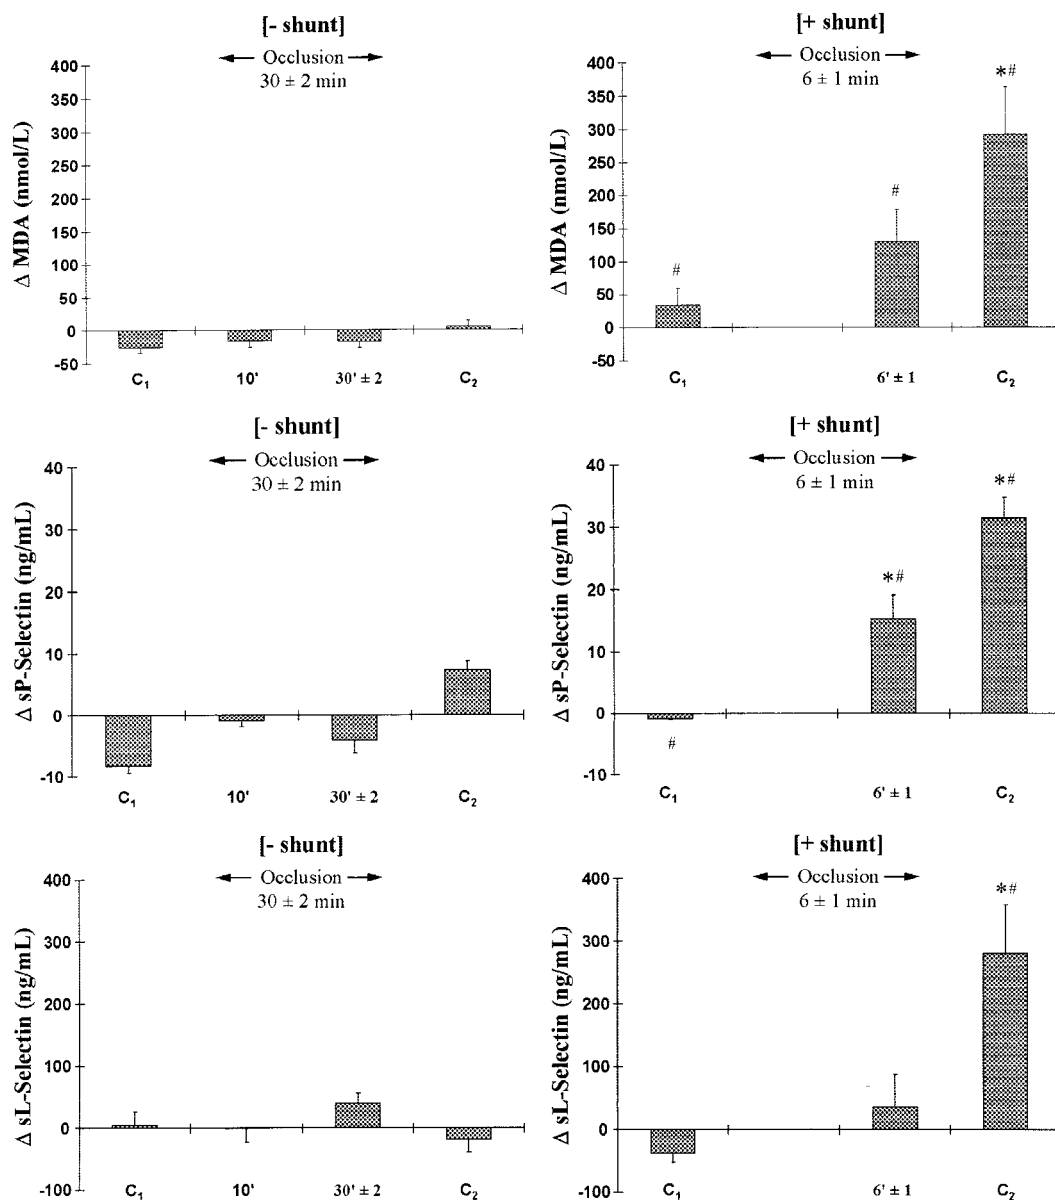 [- shunt]
Occlusion
30 ± 2 min
Δ MDA (nmol/L)
400
350
300
250
200
150
100
50
0
-50
C1
10'
30' ± 2
C2
[+ shunt]
Occlusion
6 ± 1 min
Δ MDA (nmol/L)
400
350
300
250
200
150
100
50
0
-50
#
#
*#
C1
6' ± 1
C2
[- shunt]
Occlusion
30 ± 2 min
Δ sP-Selectin (ng/mL)
40
30
20
10
0
-10
C1
10'
30' ± 2
C2
[+ shunt]
Occlusion
6 ± 1 min
Δ sP-Selectin (ng/mL)
40
30
20
10
0
-10
#
*#
*#
C1
6' ± 1
C2
[- shunt]
Occlusion
30 ± 2 min
Δ sL-Selectin (ng/mL)
400
300
200
100
0
-100
C1
10'
30' ± 2
C2
[+ shunt]
Occlusion
6 ± 1 min
Δ sL-Selectin (ng/mL)
400
300
200
100
0
-100
*#
C1
6' ± 1
C2